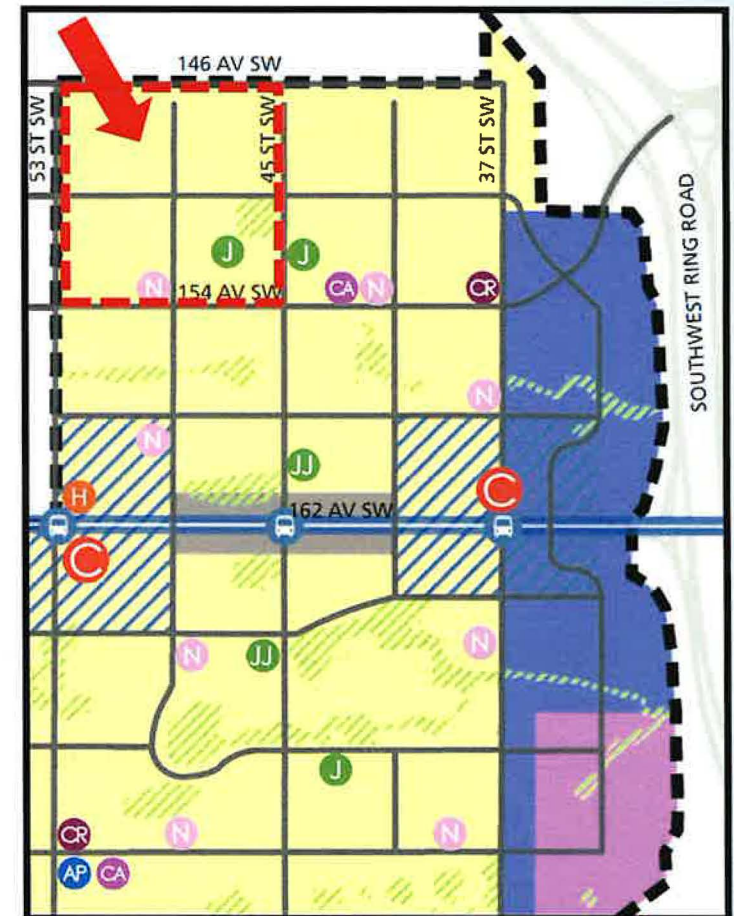 146 AV SW
53 ST SW
45 ST SW
37 ST SW
SOUTHWEST RING ROAD
J
J
N
154 AV SW
CA
N
CR
N
N
JJ
H
C
162 AV SW
C
N
JJ
N
J
CR
N
N
AP
CA